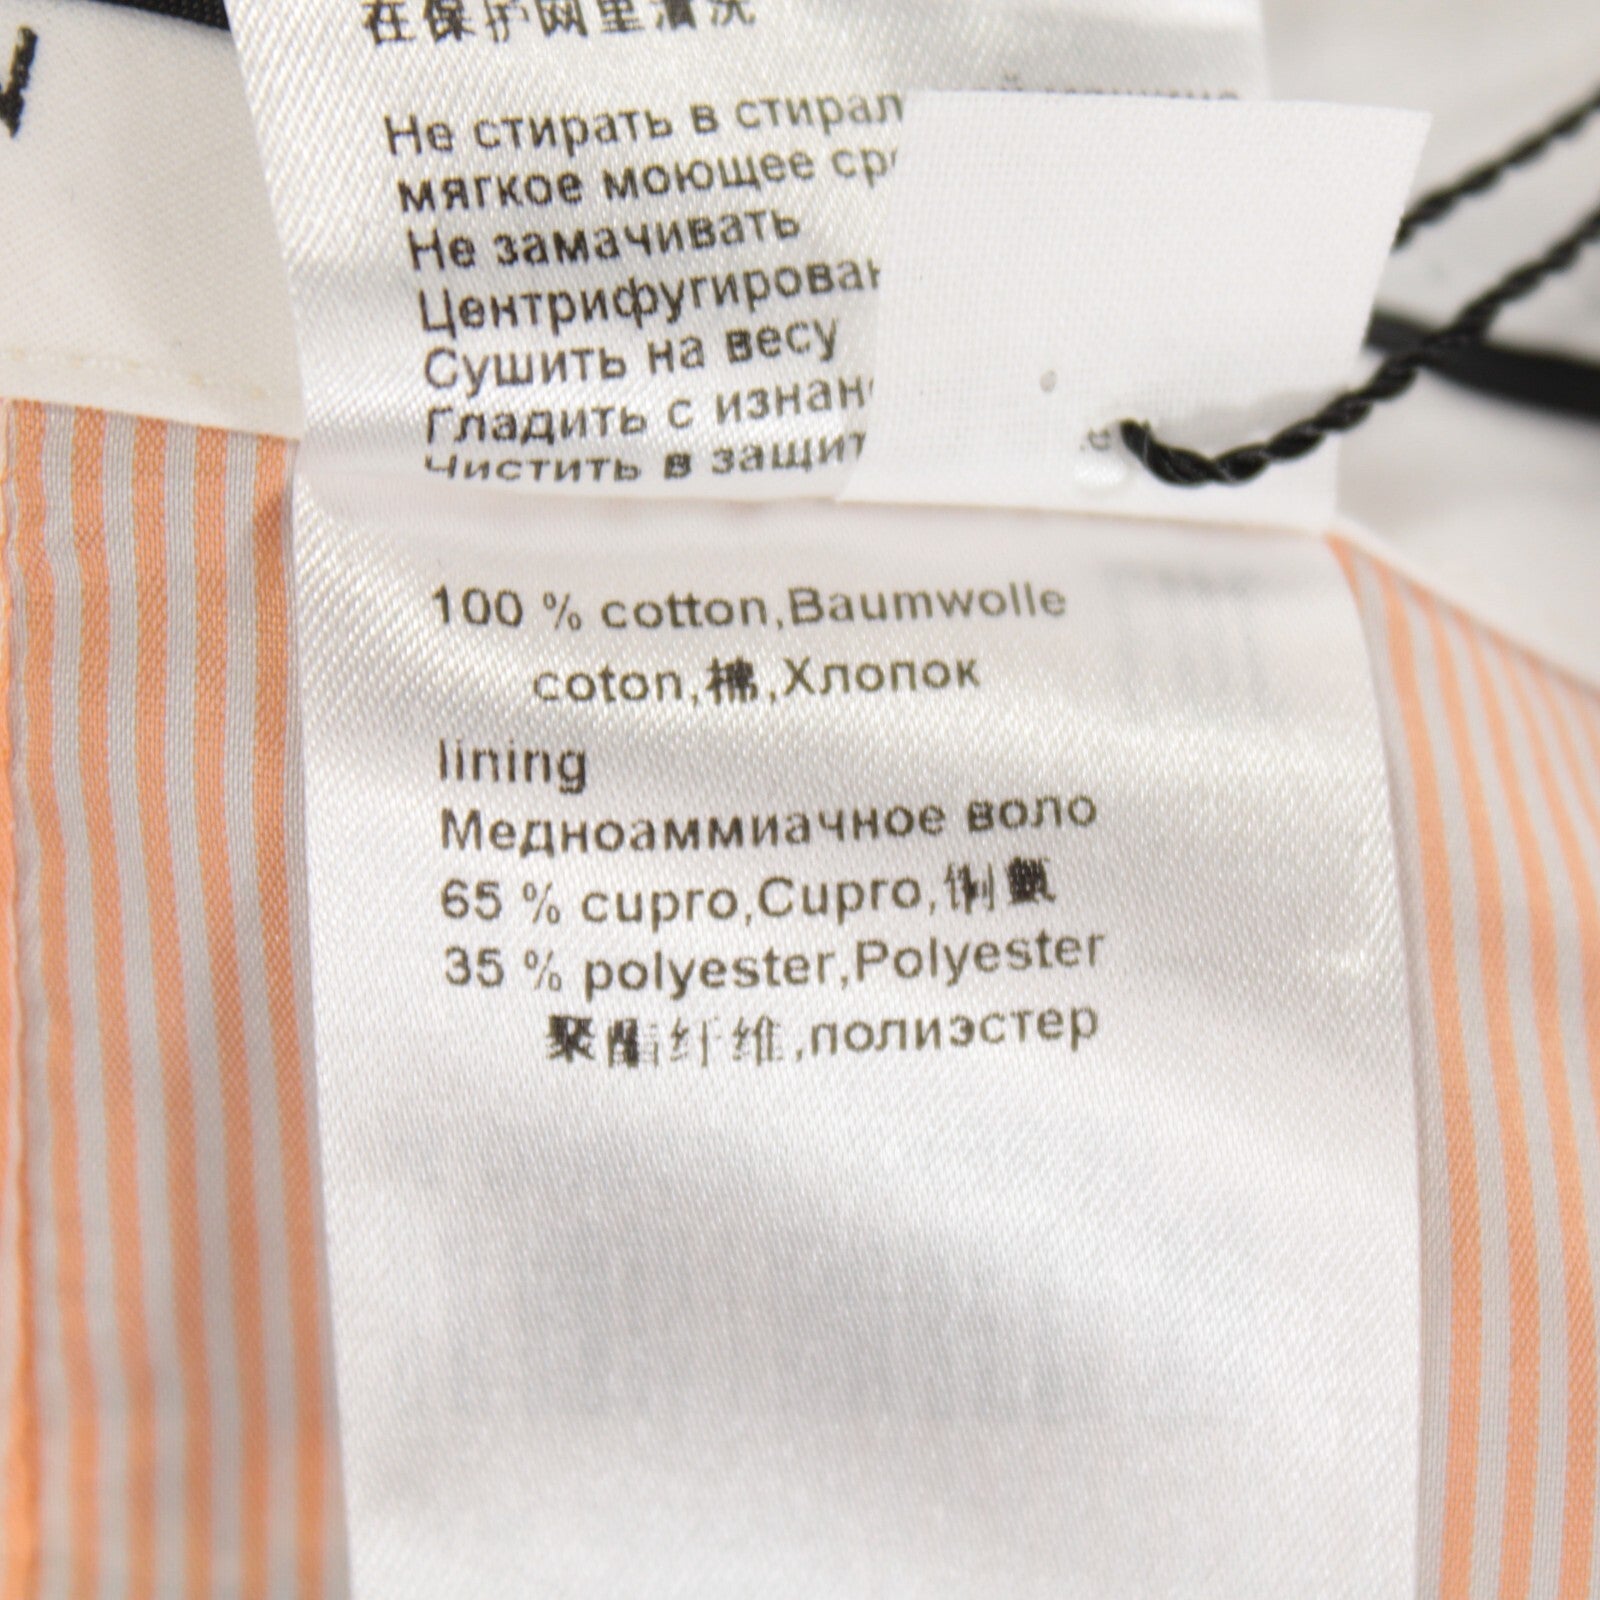 在保护网里清洗
Не стирать в стирал
мягкое моющее ср
Не замачивать
Центрифугирован
Сушить на весу
Гладить с изнан
Чистить в защит
100 % cotton,Baumwolle
coton,棉,Хлопок
lining
Медноаммиачное воло
65 % cupro,Cupro,
35 % polyester,Polyester
聚酯纤维,полиэстер